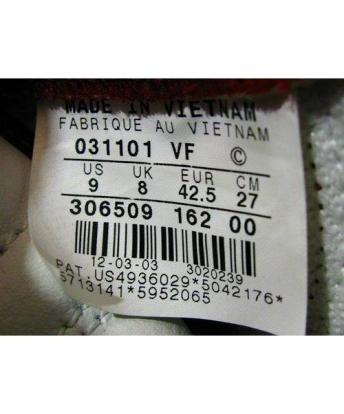 MADE IN VIETNAM
FABRIQUE AU VIETNAM
031101 VF ©
US UK EUR CM
9 8 42.5 27
306509 162 00
12-03-03 3020239
PAT. US4936029*5042176*
5713141*5952065